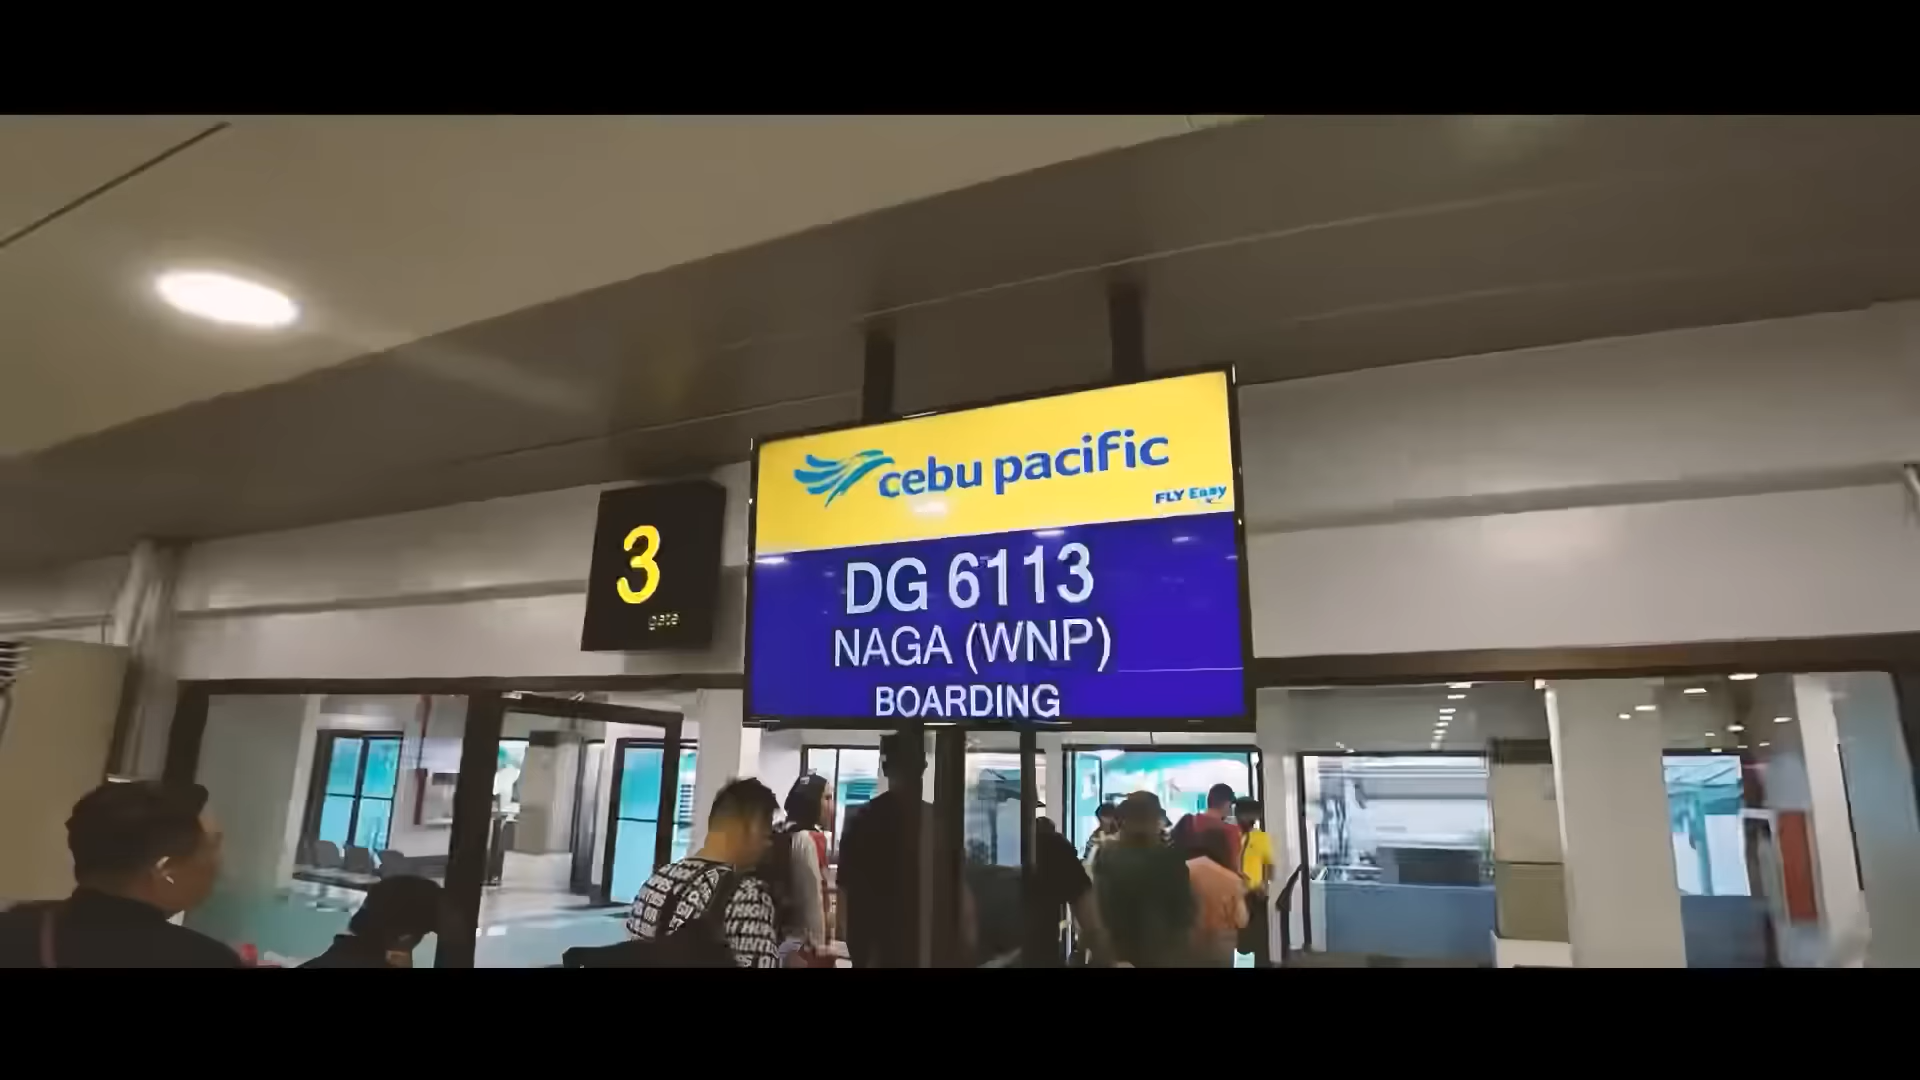 3
gate
cebu pacific
FLY Easy
DG 6113
NAGA (WNP)
BOARDING